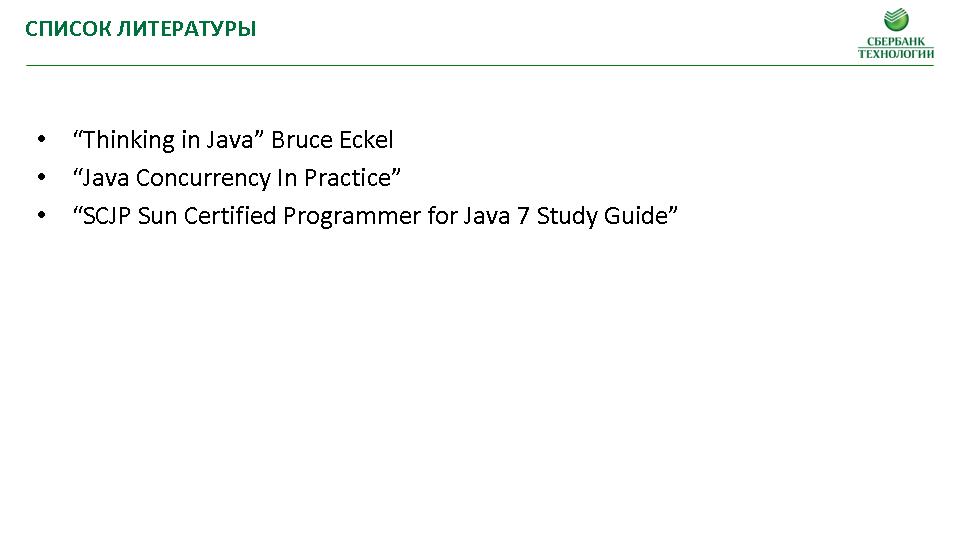 СПИСОК ЛИТЕРАТУРЫ
СБЕРБАНК
ТЕХНОЛОГИИ
• “Thinking in Java” Bruce Eckel
• “Java Concurrency In Practice”
• “SCJP Sun Certified Programmer for Java 7 Study Guide”